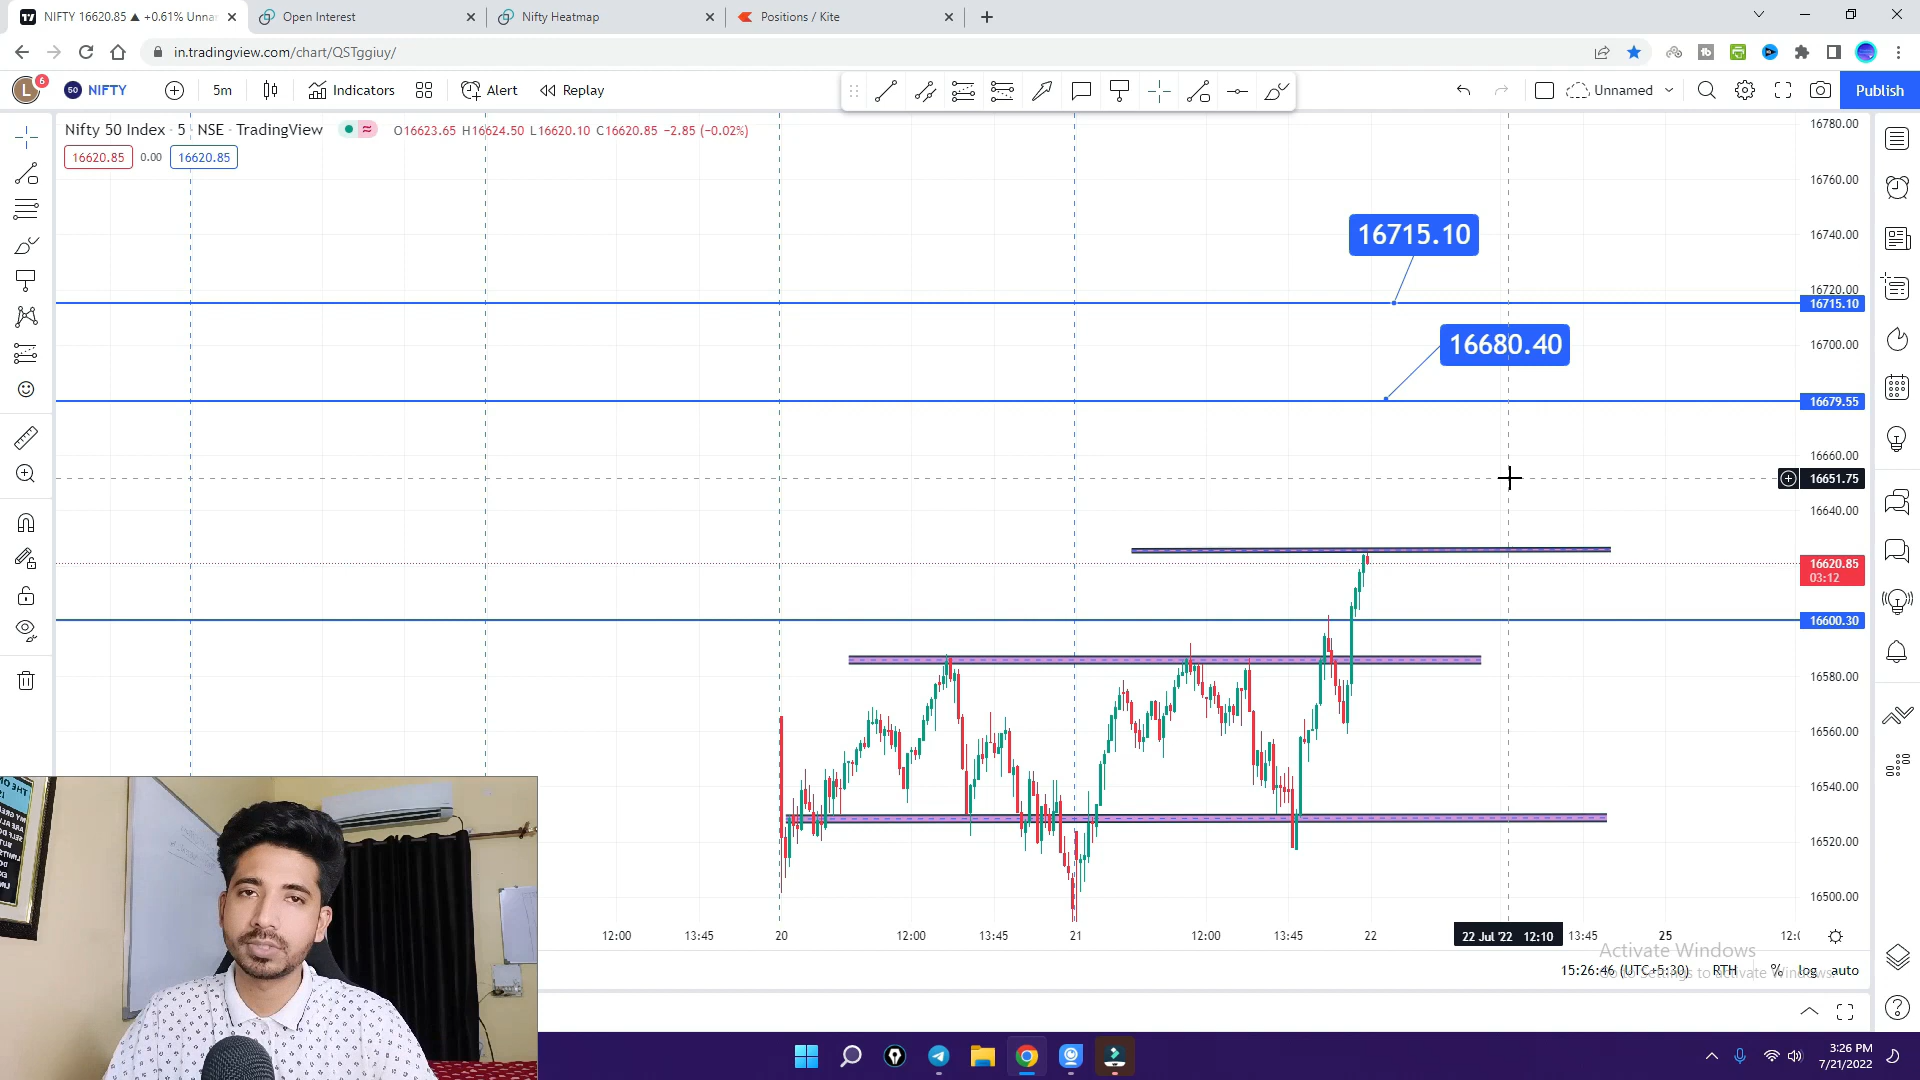 NIFTY 16620.85 ▲ +0.61% Unnar
Open Interest
Nifty Heatmap
Positions / Kite
in.tradingview.com/chart/QSTggiuy/
L 6
50 NIFTY
5m
Indicators
Alert
Replay
Unnamed
Publish
Nifty 50 Index · 5 · NSE · TradingView
O16623.65 H16624.50 L16620.10 C16620.85 −2.85 (−0.02%)
16620.85 0.00 16620.85
16715.10
16680.40
16780.00
16760.00
16740.00
16720.00
16715.10
16700.00
16679.55
16660.00
16651.75
16640.00
16620.85
03:12
16600.30
16580.00
16560.00
16540.00
16520.00
16500.00
12:00 13:45 20 12:00 13:45 21 12:00 13:45 22 22 Jul '22 12:10 13:45 25
Activate Windows
Go to Settings to activate Windows.
15:26:46 (UTC+5:30) RTH % log auto
3:26 PM
7/21/2022